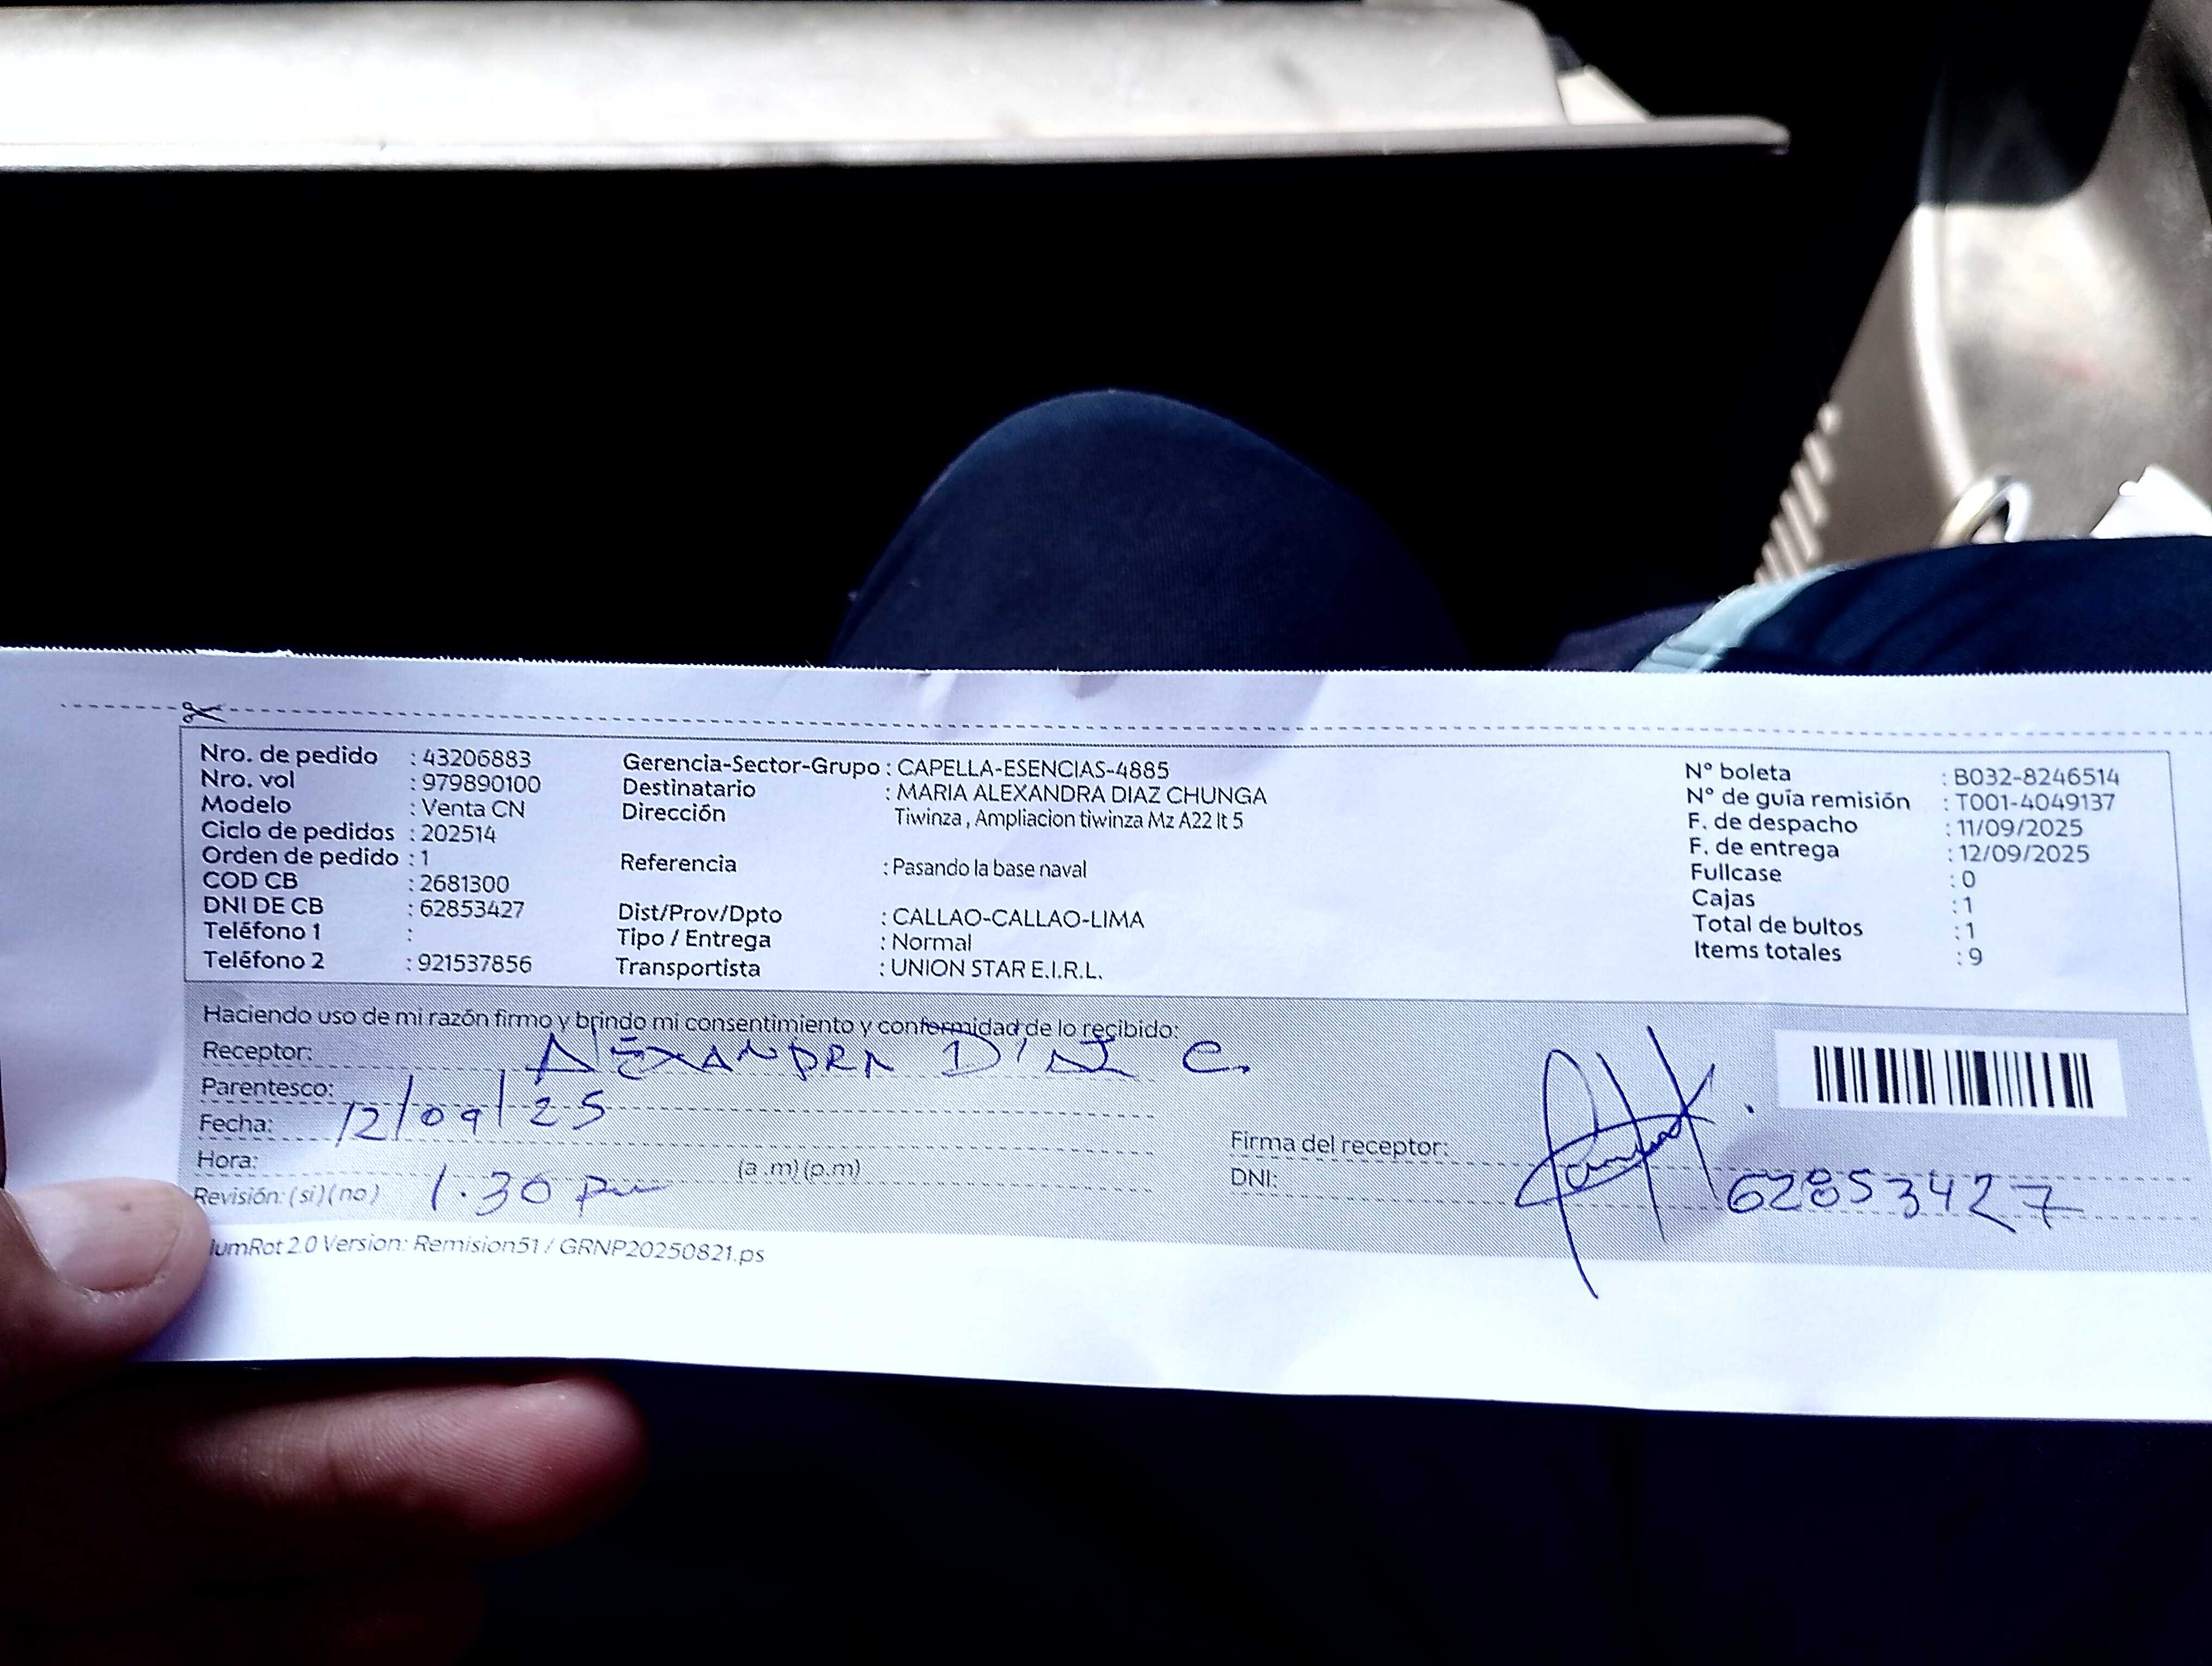 Nro. de pedido : 43206883
Nro. vol : 979890100
Modelo : Venta CN
Ciclo de pedidos : 202514
Orden de pedido : 1
COD CB : 2681300
DNI DE CB : 62853427
Teléfono 1 :
Teléfono 2 : 921537856
Gerencia-Sector-Grupo : CAPELLA-ESENCIAS-4885
Destinatario : MARIA ALEXANDRA DIAZ CHUNGA
Dirección Tiwinza , Ampliacion tiwinza Mz A22 lt 5
Referencia : Pasando la base naval
Dist/Prov/Dpto : CALLAO-CALLAO-LIMA
Tipo / Entrega : Normal
Transportista : UNION STAR E.I.R.L.
N° boleta : B032-8246514
N° de guía remisión : T001-4049137
F. de despacho : 11/09/2025
F. de entrega : 12/09/2025
Fullcase : 0
Cajas : 1
Total de bultos : 1
Items totales : 9
Haciendo uso de mi razón firmo y brindo mi consentimiento y conformidad de lo recibido:
Receptor: ALEXANDRA DIAZ C.
Parentesco:
Fecha: 12/09/25
Hora: (a .m) (p.m)
Revisión: (si) (no) 1.30 pm
Firma del receptor:
DNI: 62853427
umRot 2.0 Version: Remision51 / GRNP20250821.ps